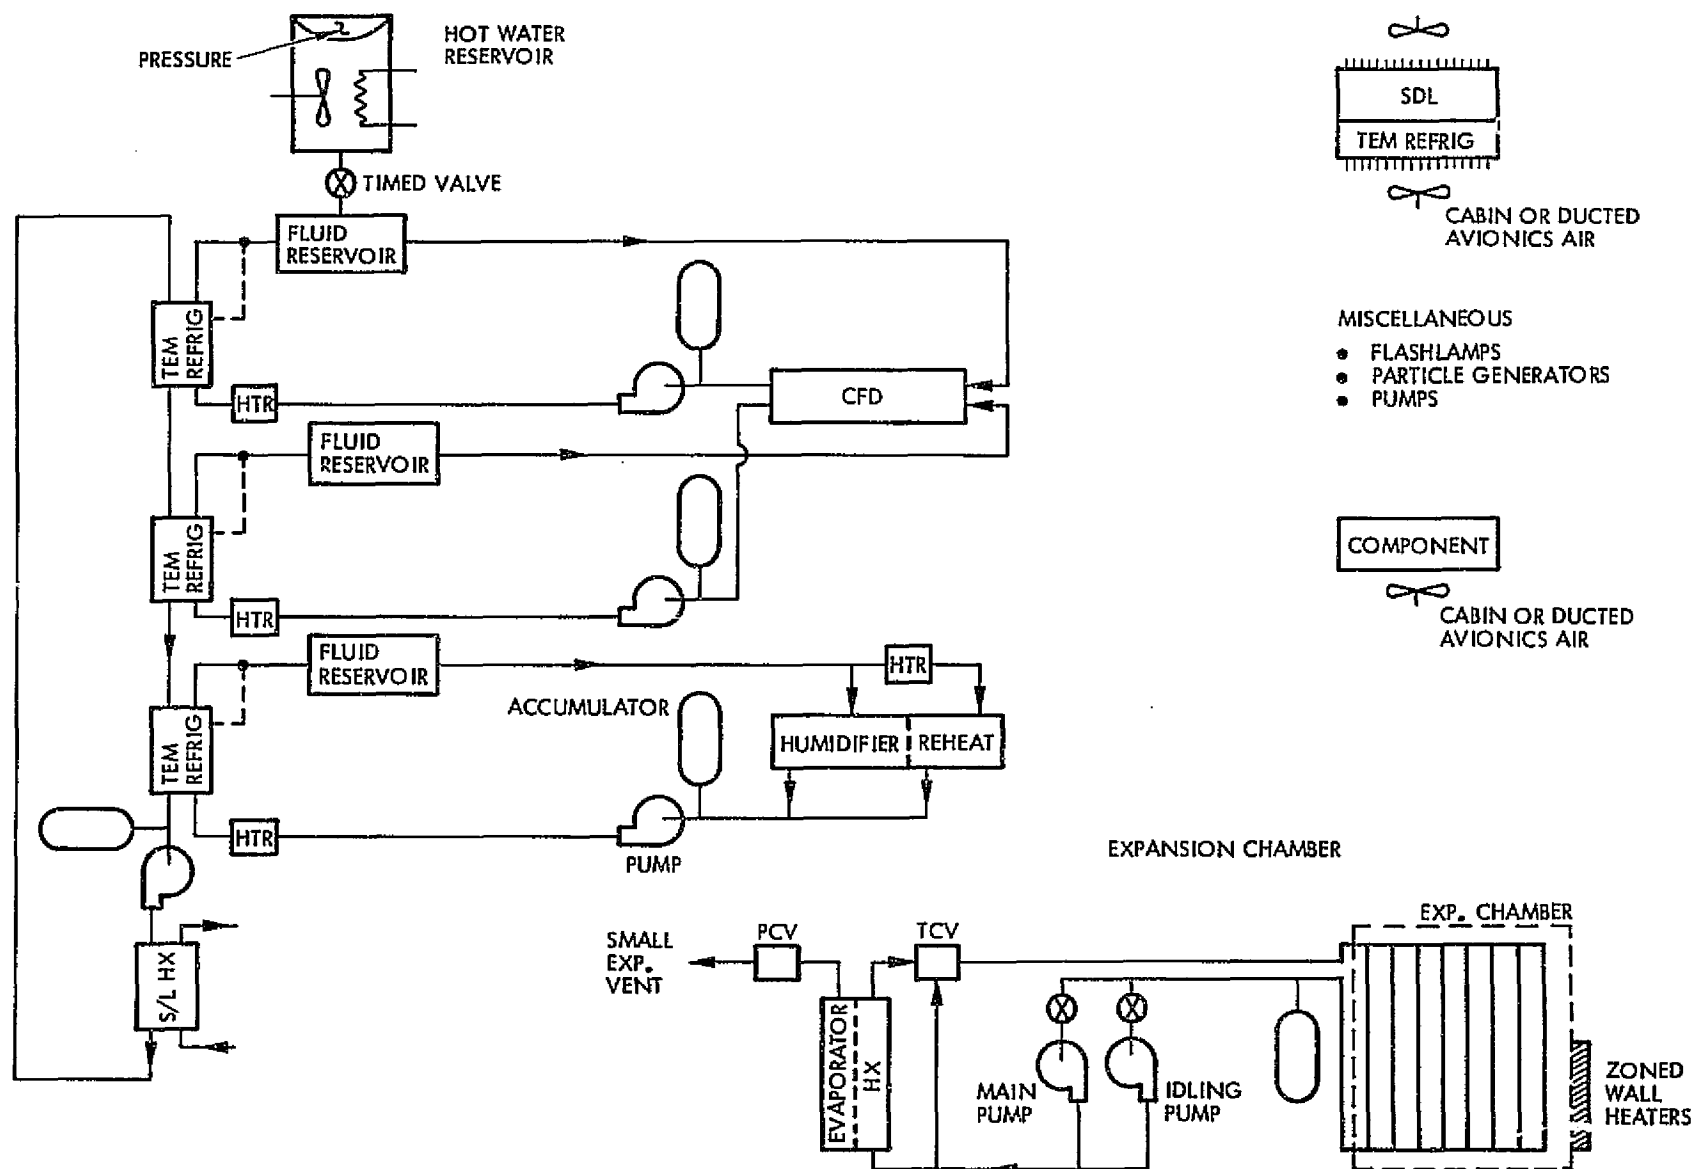 PRESSURE
HOT WATER
RESERVOIR
TIMED VALVE
FLUID
RESERVOIR
TEM
REFRIG
HTR
CFD
FLUID
RESERVOIR
TEM
REFRIG
HTR
FLUID
RESERVOIR
HTR
TEM
REFRIG
ACCUMULATOR
HUMIDIFIER
REHEAT
HTR
PUMP
S/L HX
SDL
TEM REFRIG
CABIN OR DUCTED
AVIONICS AIR
MISCELLANEOUS
• FLASHLAMPS
• PARTICLE GENERATORS
• PUMPS
COMPONENT
CABIN OR DUCTED
AVIONICS AIR
EXPANSION CHAMBER
SMALL
EXP.
VENT
PCV
TCV
EVAPORATOR
HX
MAIN
PUMP
IDLING
PUMP
EXP. CHAMBER
ZONED
WALL
HEATERS